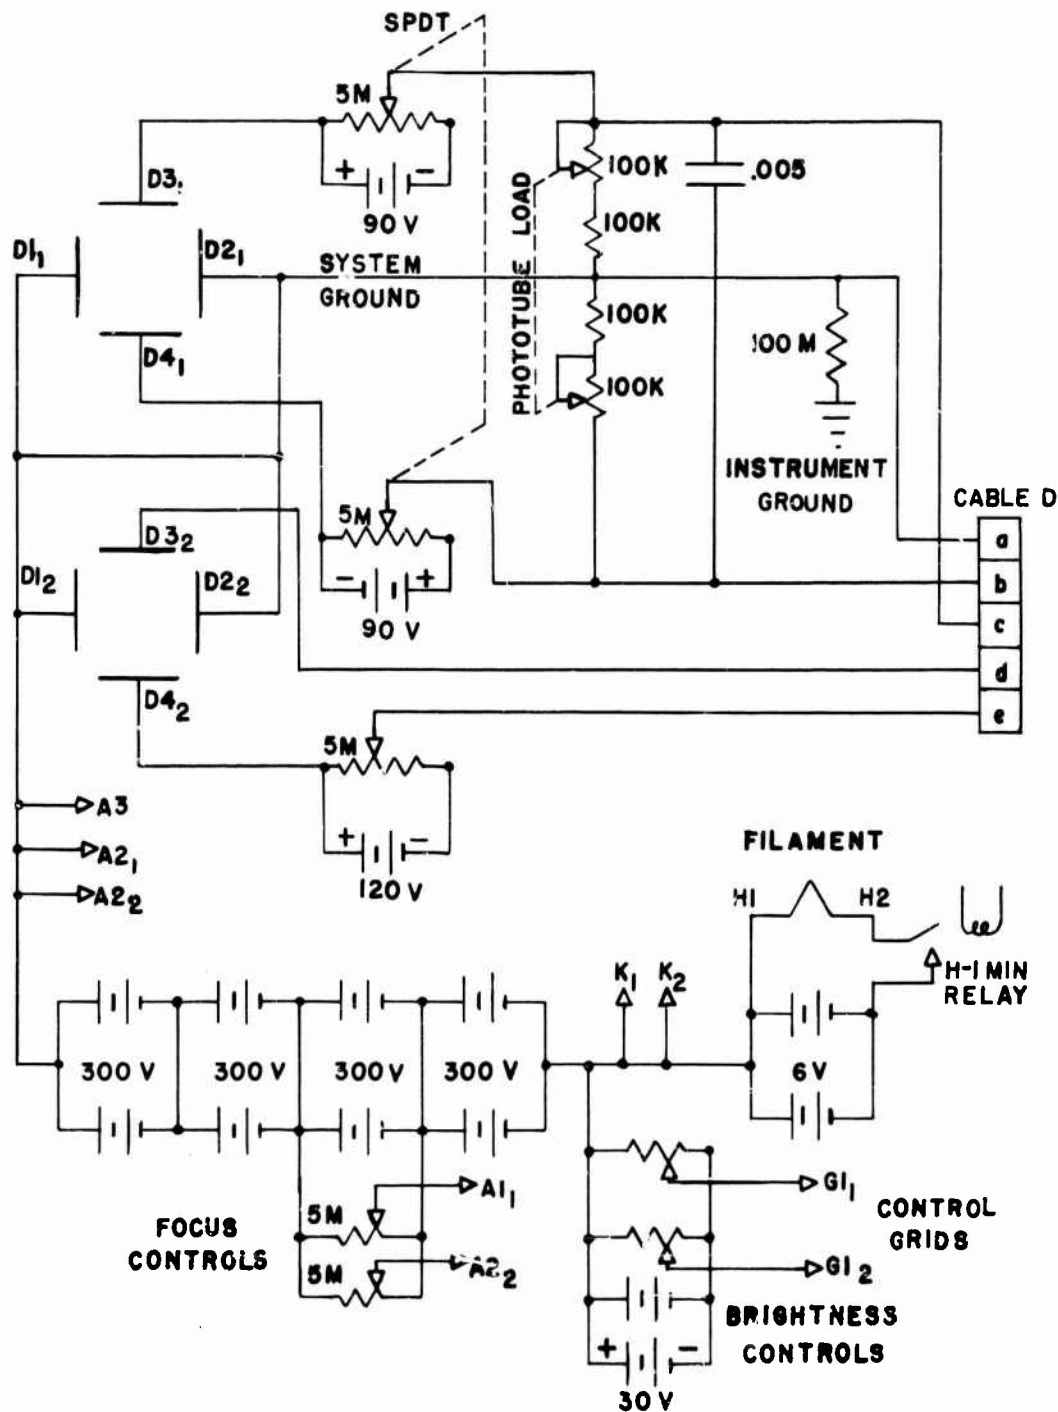 SPDT
5M
+ -
90 V
D3₁
D1₁
D2₁
D4₁
SYSTEM
GROUND
PHOTOTUBE LOAD
100K
100K
100K
100K
.005
100 M
INSTRUMENT
GROUND
CABLE D
a
b
c
d
e
5M
- +
90 V
D3₂
D1₂
D2₂
D4₂
5M
+ -
120 V
A3
A2₁
A2₂
FILAMENT
H1 H2
H-1 MIN
RELAY
K₁ K₂
300 V 300 V 300 V 300 V
6V
FOCUS
CONTROLS
5M
A1₁
5M
A2₂
G1₁
CONTROL
GRIDS
G1₂
BRIGHTNESS
CONTROLS
+ -
30 V